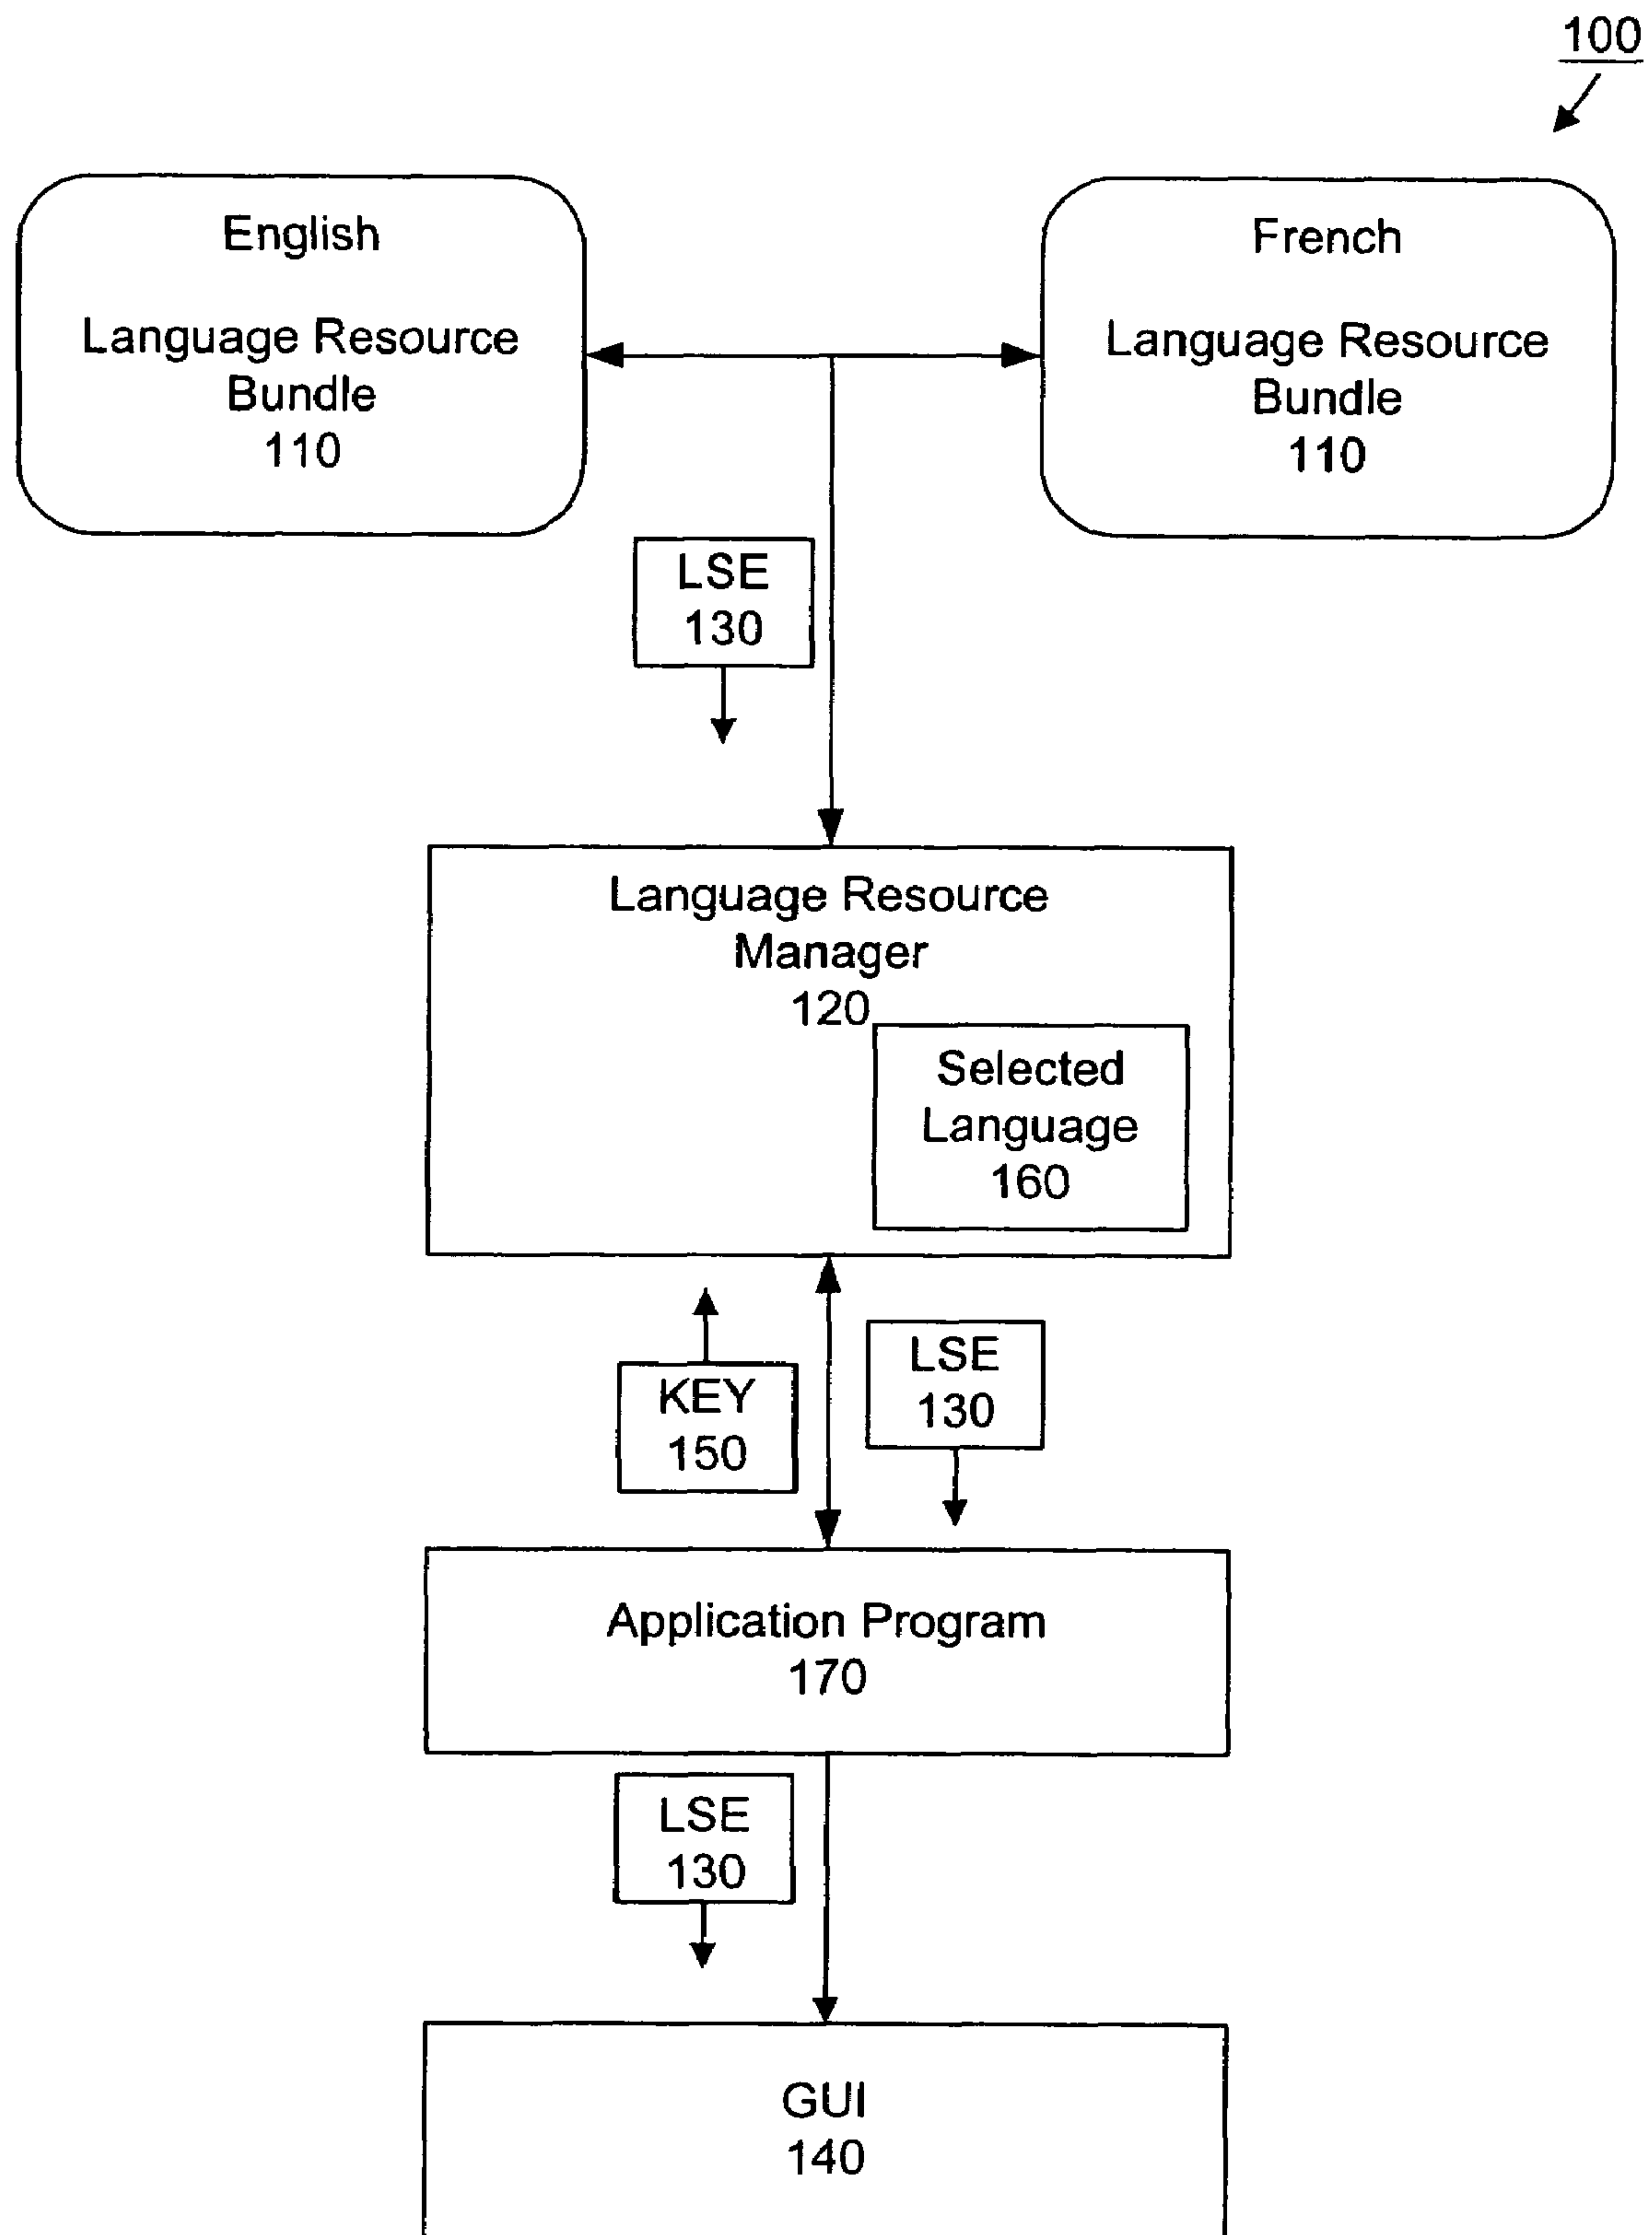 100
English
Language Resource
Bundle
110
French
Language Resource
Bundle
110
LSE
130
Language Resource
Manager
120
Selected
Language
160
KEY
150
LSE
130
Application Program
170
LSE
130
GUI
140